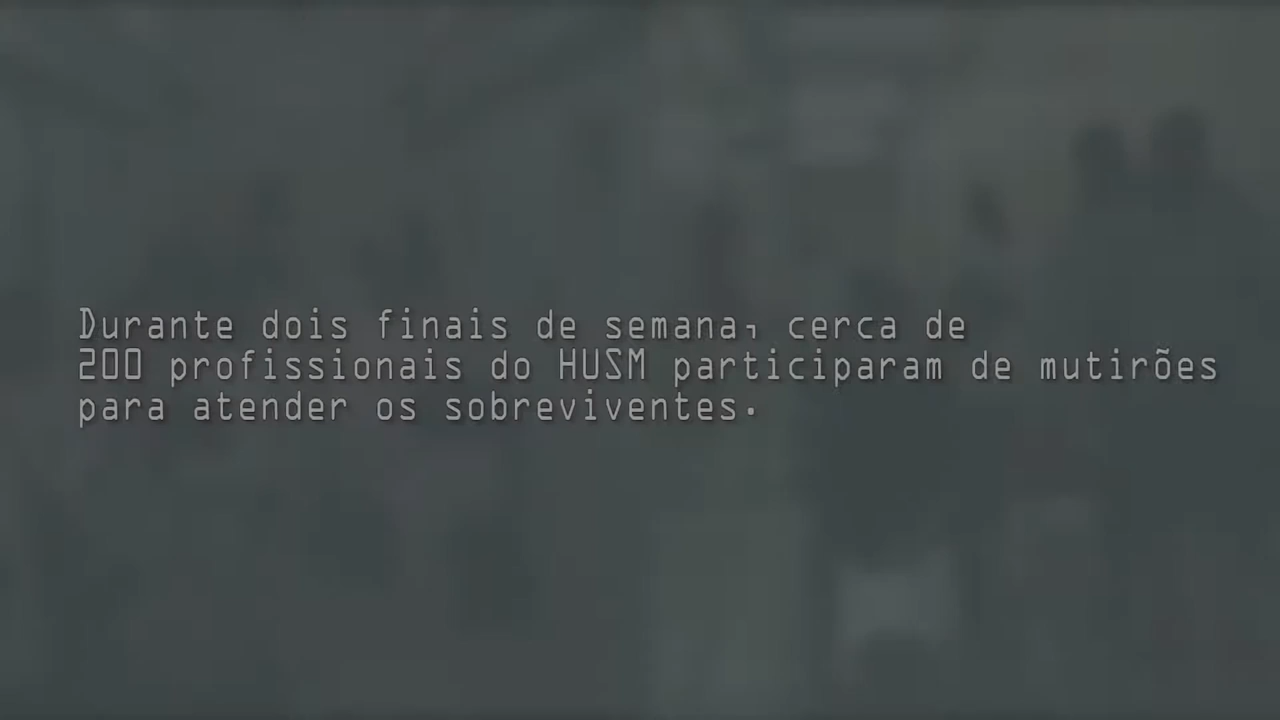 Durante dois finais de semana, cerca de
200 profissionais do HUSM participaram de mutirões
para atender os sobreviventes.